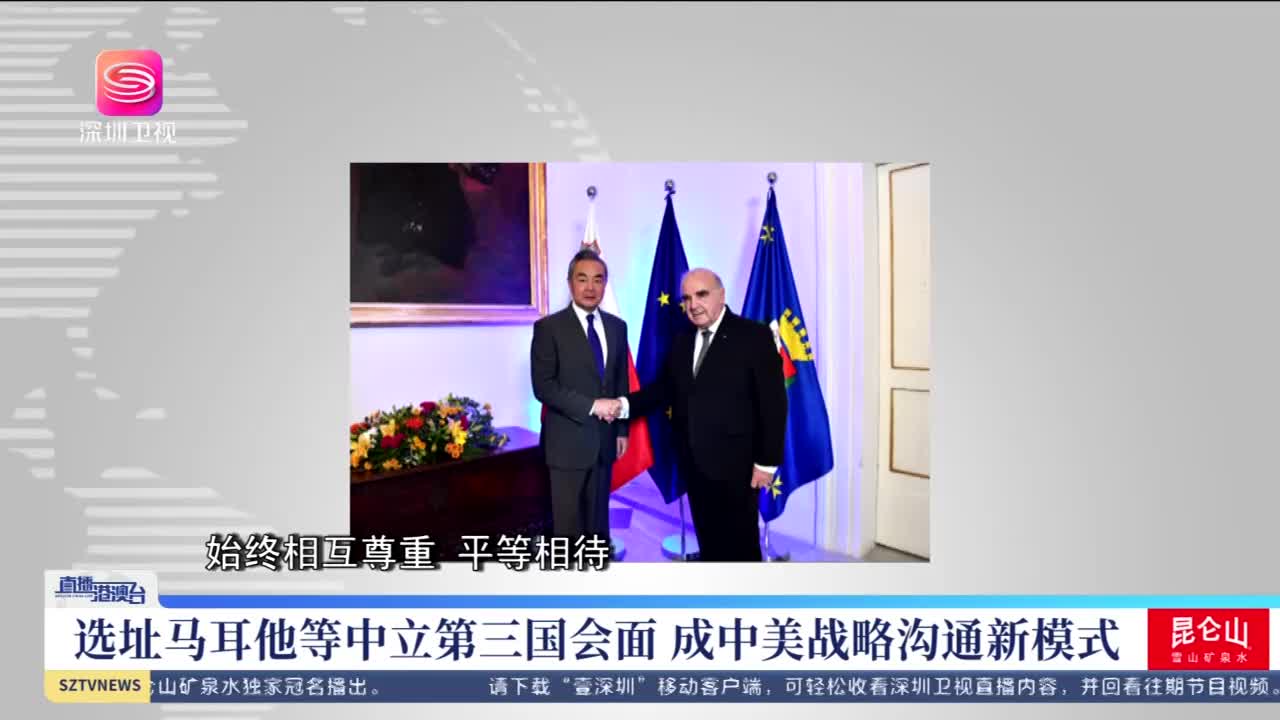 深圳卫视
始终相互尊重 平等相待
直播港澳台
选址马耳他等中立第三国会面 成中美战略沟通新模式
昆仑山
雪山矿泉水
SZTVNEWS
仑山矿泉水独家冠名播出。 请下载“壹深圳”移动客户端，可轻松收看深圳卫视直播内容，并回看往期节目视频。